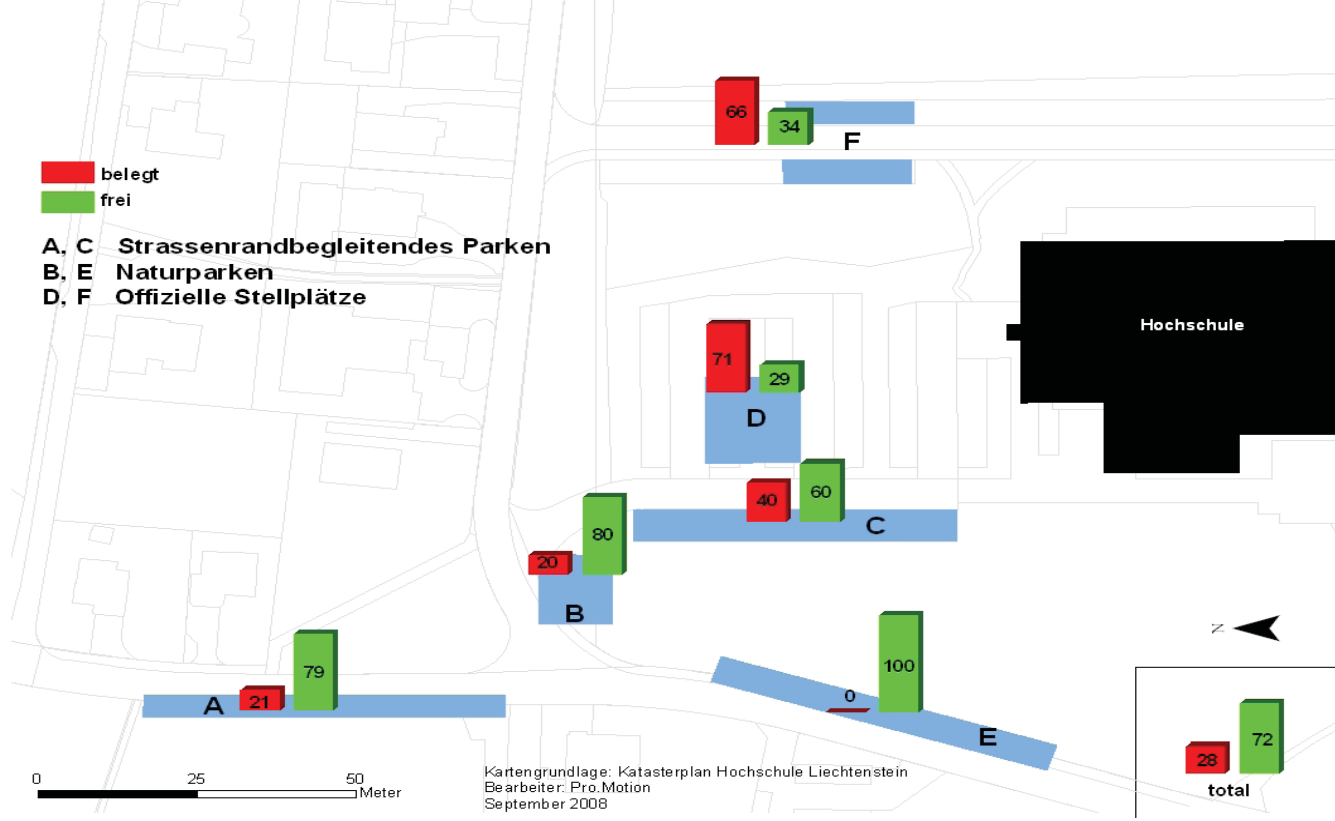 66
34
F
belegt
frei
A, C Strassenrandbegleitendes Parken
B, E Naturparken
D, F Offizielle Stellplätze
Hochschule
71
29
D
40
60
C
20
80
B
21
79
A
0
100
E
N
28
72
total
0 25 50
Meter
Kartengrundlage: Katasterplan Hochschule Liechtenstein
Bearbeiter: Pro.Motion
September 2008